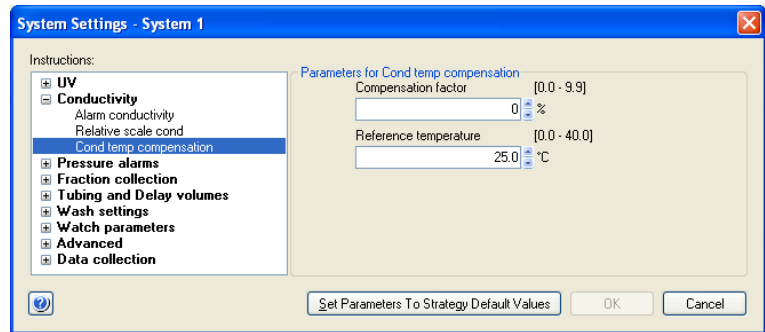 System Settings - System 1
Instructions:
UV
Conductivity
Alarm conductivity
Relative scale cond
Cond temp compensation
Pressure alarms
Fraction collection
Tubing and Delay volumes
Wash settings
Watch parameters
Advanced
Data collection
Parameters for Cond temp compensation
Compensation factor [0.0 - 9.9]
0 %
Reference temperature [0.0 - 40.0]
25.0 °C
Set Parameters To Strategy Default Values OK Cancel